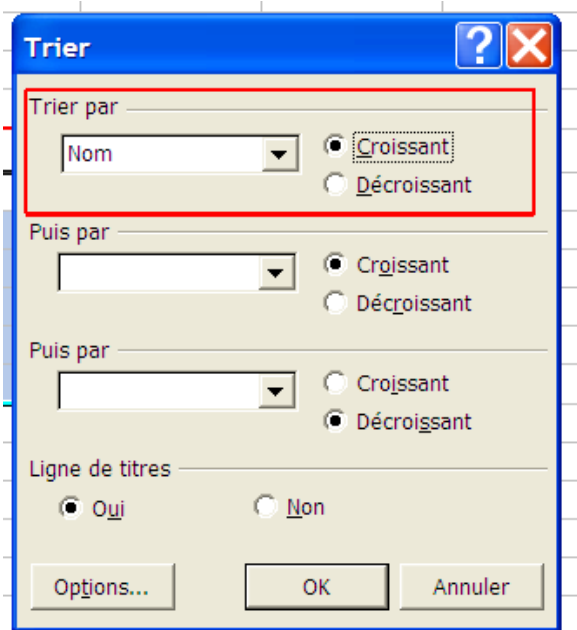 Trier
Trier par
Nom
Croissant
Décroissant
Puis par
Croissant
Décroissant
Puis par
Croissant
Décroissant
Ligne de titres
Oui Non
Options... OK Annuler